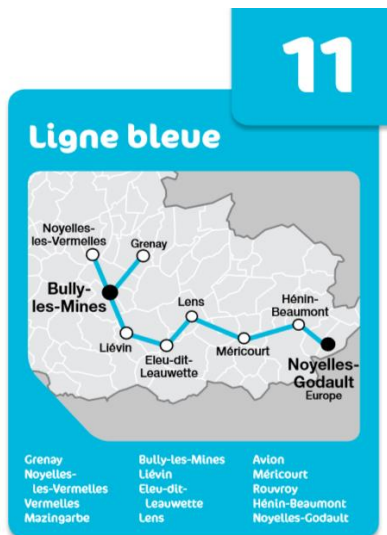 11
Ligne bleue
Noyelles-
les-Vermelles
Grenay
Bully-
les-Mines
Lens
Hénin-
Beaumont
Liévin
Eleu-dit-
Leauwette
Méricourt
Noyelles-
Godault
Europe
Grenay
Noyelles-
les-Vermelles
Vermelles
Mazingarbe
Bully-les-Mines
Liévin
Eleu-dit-
Leauwette
Lens
Avion
Méricourt
Rouvroy
Hénin-Beaumont
Noyelles-Godault